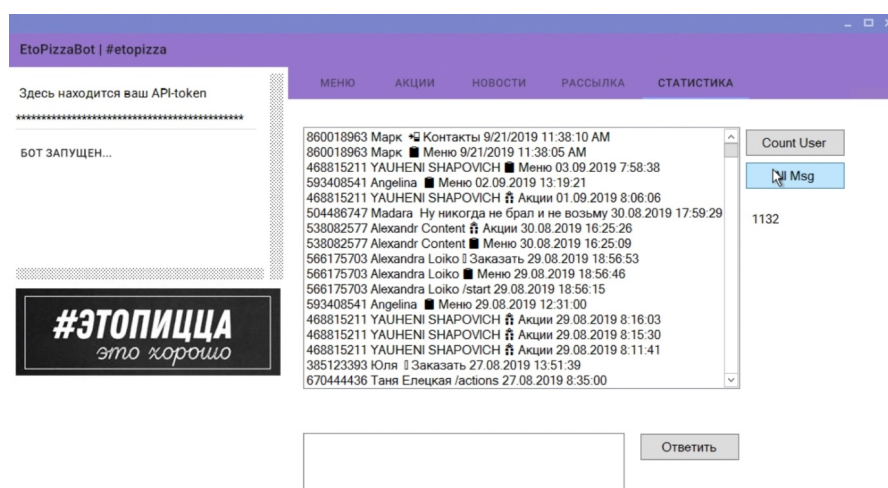 EtoPizzaBot | #etopizza
Здесь находится ваш API-token
********************************************
БОТ ЗАПУЩЕН...
#ЭТОПИЦЦА
это хорошо
МЕНЮ АКЦИИ НОВОСТИ РАССЫЛКА СТАТИСТИКА
860018963 Марк 📲 Контакты 9/21/2019 11:38:10 AM
860018963 Марк 📋 Меню 9/21/2019 11:38:05 AM
468815211 YAUHENI SHAPOVICH 📋 Меню 03.09.2019 7:58:38
593408541 Angelina 📋 Меню 02.09.2019 13:19:21
468815211 YAUHENI SHAPOVICH Акции 01.09.2019 8:06:06
504486747 Madara Ну никогда не брал и не возьму 30.08.2019 17:59:29
538082577 Alexandr Content Акции 30.08.2019 16:25:26
538082577 Alexandr Content 📋 Меню 30.08.2019 16:25:09
566175703 Alexandra Loiko Заказать 29.08.2019 18:56:53
566175703 Alexandra Loiko 📋 Меню 29.08.2019 18:56:46
566175703 Alexandra Loiko /start 29.08.2019 18:56:15
593408541 Angelina 📋 Меню 29.08.2019 12:31:00
468815211 YAUHENI SHAPOVICH Акции 29.08.2019 8:16:03
468815211 YAUHENI SHAPOVICH Акции 29.08.2019 8:15:30
468815211 YAUHENI SHAPOVICH Акции 29.08.2019 8:11:41
385123393 Юля Заказать 27.08.2019 13:51:39
670444436 Таня Елецкая /actions 27.08.2019 8:35:00
Count User
Msg
1132
Ответить